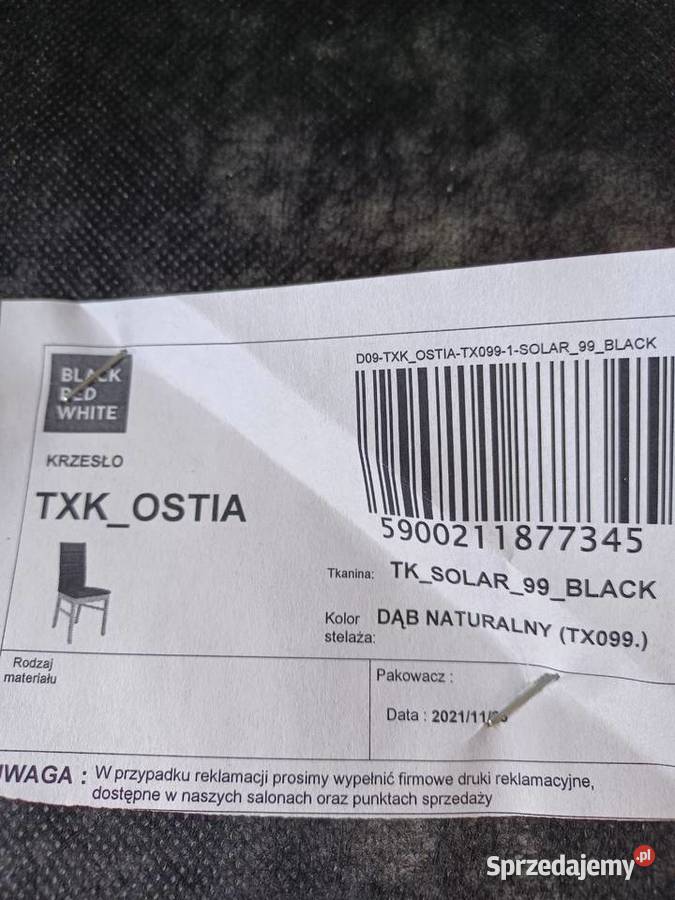 BLACK
RED
WHITE
D09-TXK_OSTIA-TX099-1-SOLAR_99_BLACK
KRZESŁO
TXK_OSTIA
5900211877345
Tkanina: TK_SOLAR_99_BLACK
Kolor stelaża: DĄB NATURALNY (TX099.)
Rodzaj
materiału
Pakowacz :
Data : 2021/11/
UWAGA : W przypadku reklamacji prosimy wypełnić firmowe druki reklamacyjne,
dostępne w naszych salonach oraz punktach sprzedaży
Sprzedajemy.pl